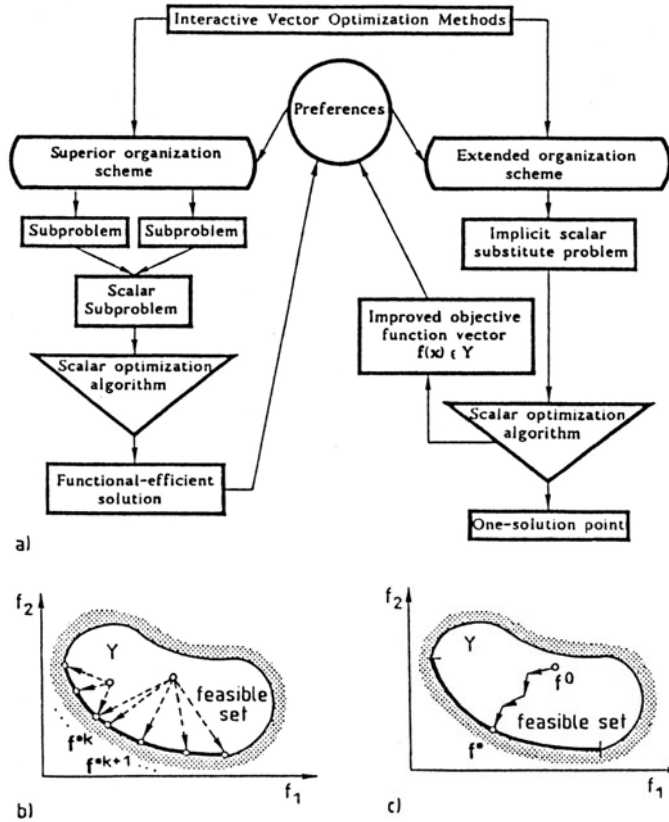 Interactive Vector Optimization Methods
Preferences
Superior organization
scheme
Extended organization
scheme
Subproblem
Subproblem
Implicit scalar
substitute problem
Scalar
Subproblem
Improved objective
function vector
f(x) ϵ Y
Scalar optimization
algorithm
Scalar optimization
algorithm
Functional-efficient
solution
One-solution point
a)
f₂
Y
feasible
set
f*ᵏ
f*ᵏ⁺¹
f₁
b)
f₂
Y
f⁰
feasible set
f*
f₁
c)